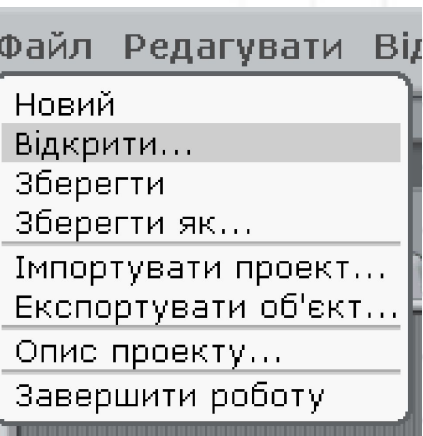 Файл Редагувати
Новий
Відкрити...
Зберегти
Зберегти як...
Імпортувати проект...
Експортувати об'єкт...
Опис проекту...
Завершити роботу